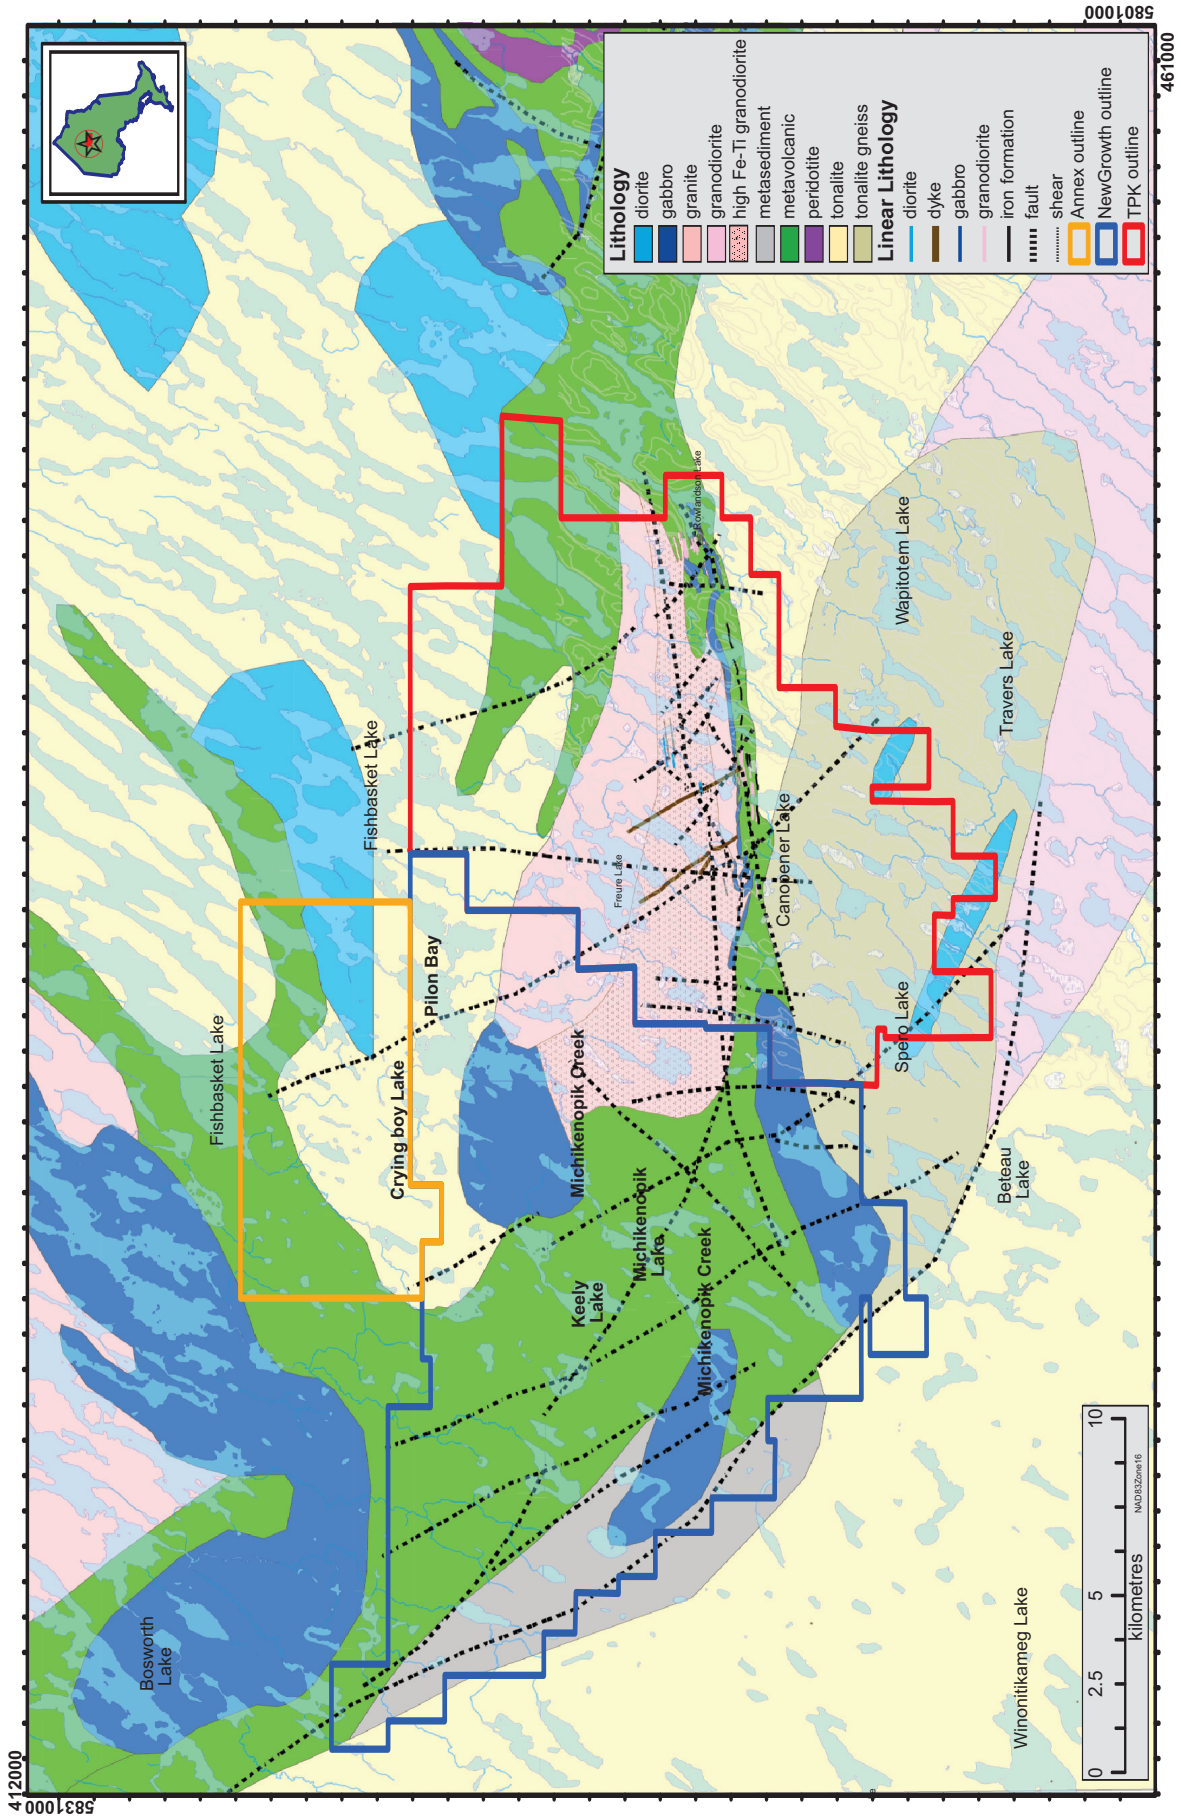 412000
5831000
5801000
461000
Bosworth
Lake
Fishbasket Lake
Fishbasket Lake
Crying boy Lake
Pilon Bay
Michikenopik Creek
Freure Lake
Rowlandson Lake
Keely
Lake
Michikenopik
Lake
Michikenopik Creek
Canopener Lake
Spero Lake
Wapitotem Lake
Travers Lake
Beteau
Lake
Winonitikameg Lake
Lithology
diorite
gabbro
granite
granodiorite
high Fe-Ti granodiorite
metasediment
metavolcanic
peridotite
tonalite
tonalite gneiss
Linear Lithology
diorite
dyke
gabbro
granodiorite
iron formation
fault
shear
Annex outline
NewGrowth outline
TPK outline
0 2.5 5 10
kilometres
NAD83Zone16